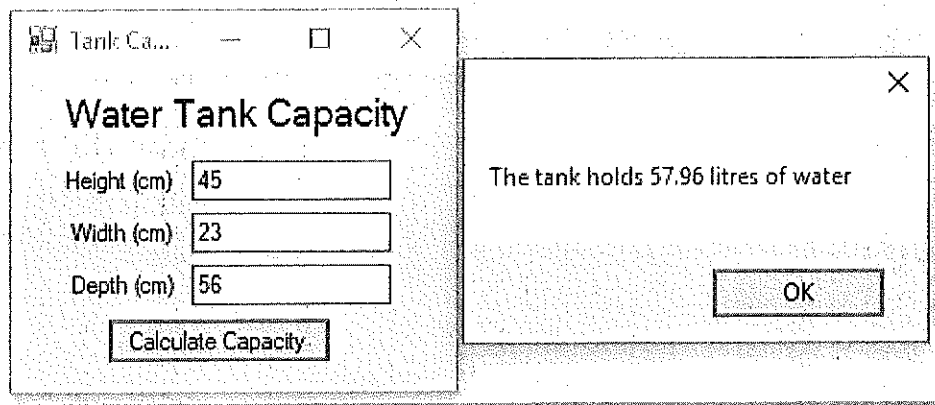 Tank Ca...
Water Tank Capacity
Height (cm) 45
Width (cm) 23
Depth (cm) 56
Calculate Capacity
The tank holds 57.96 litres of water
OK